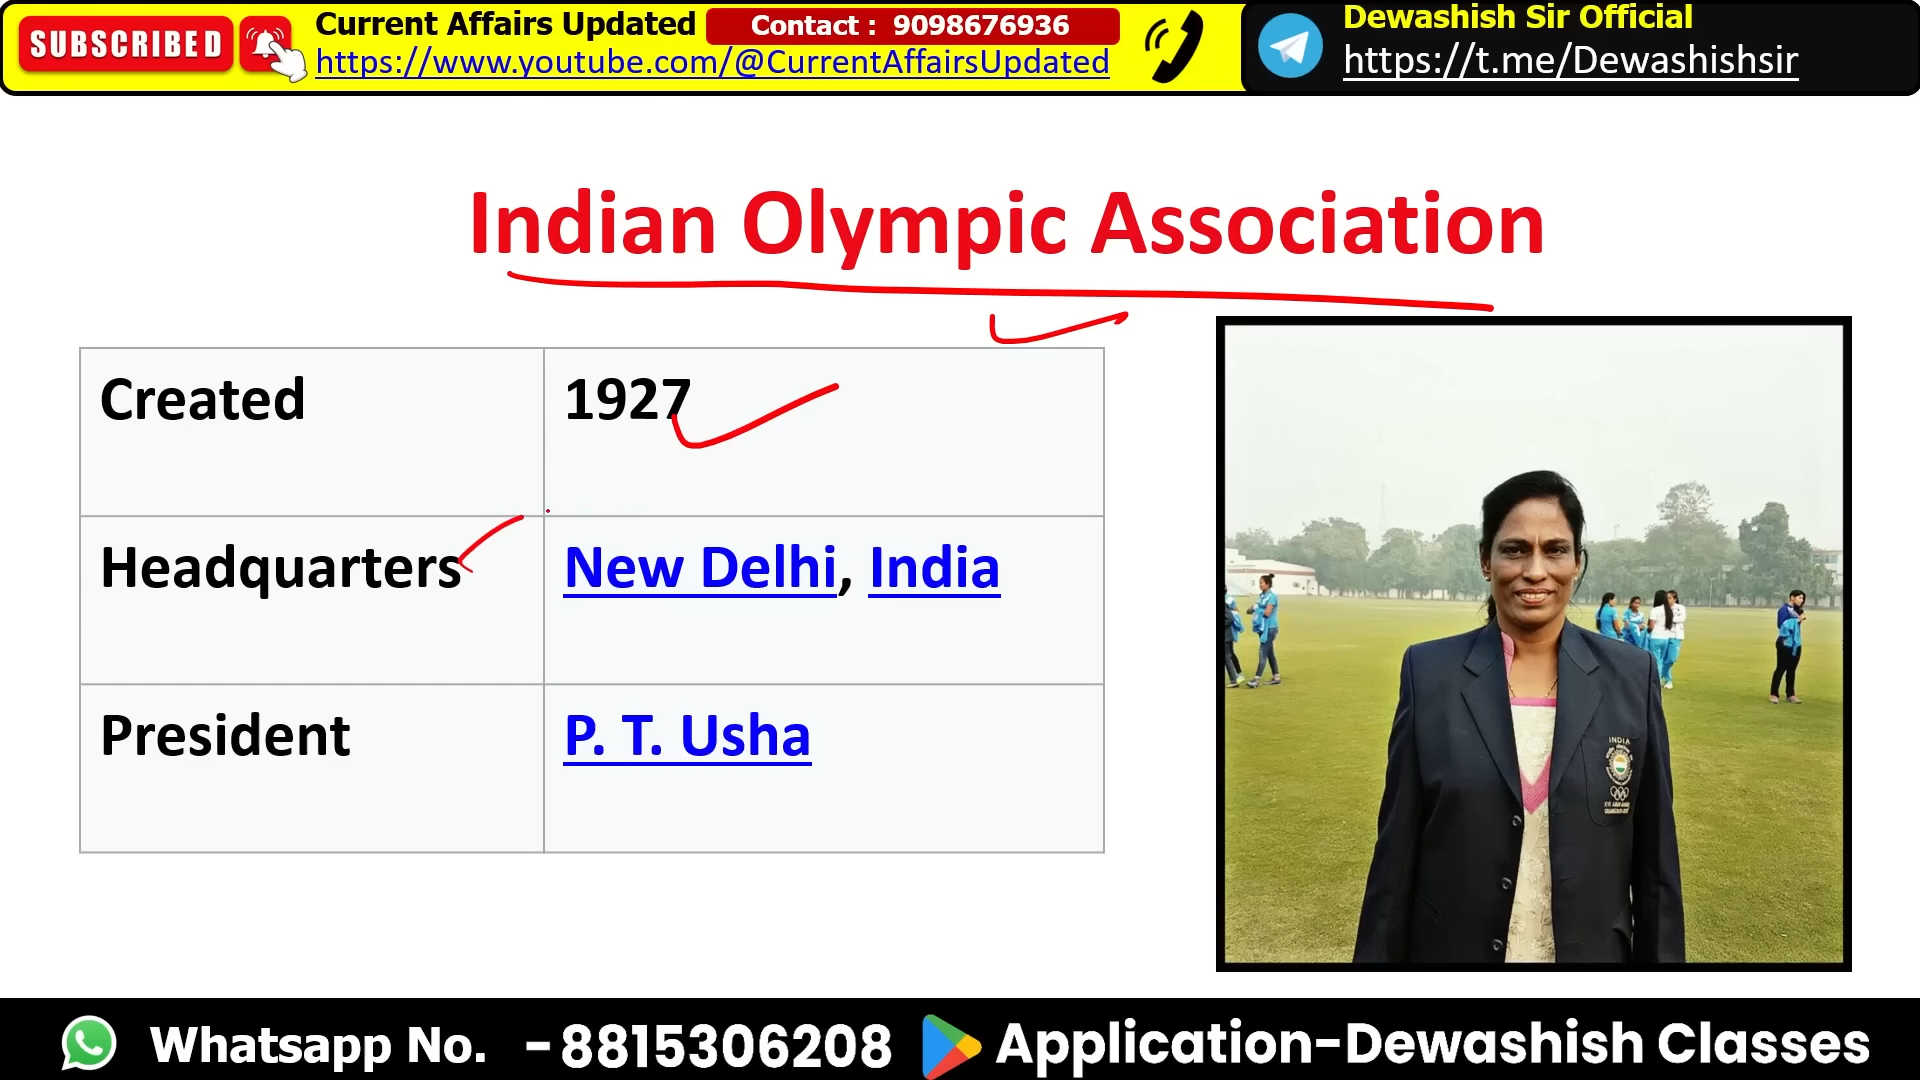 SUBSCRIBED
Current Affairs Updated
Contact : 9098676936
https://www.youtube.com/@CurrentAffairsUpdated
Dewashish Sir Official
https://t.me/Dewashishsir
Indian Olympic Association
Created 1927
Headquarters New Delhi, India
President P. T. Usha
INDIA
Whatsapp No. -8815306208
Application-Dewashish Classes